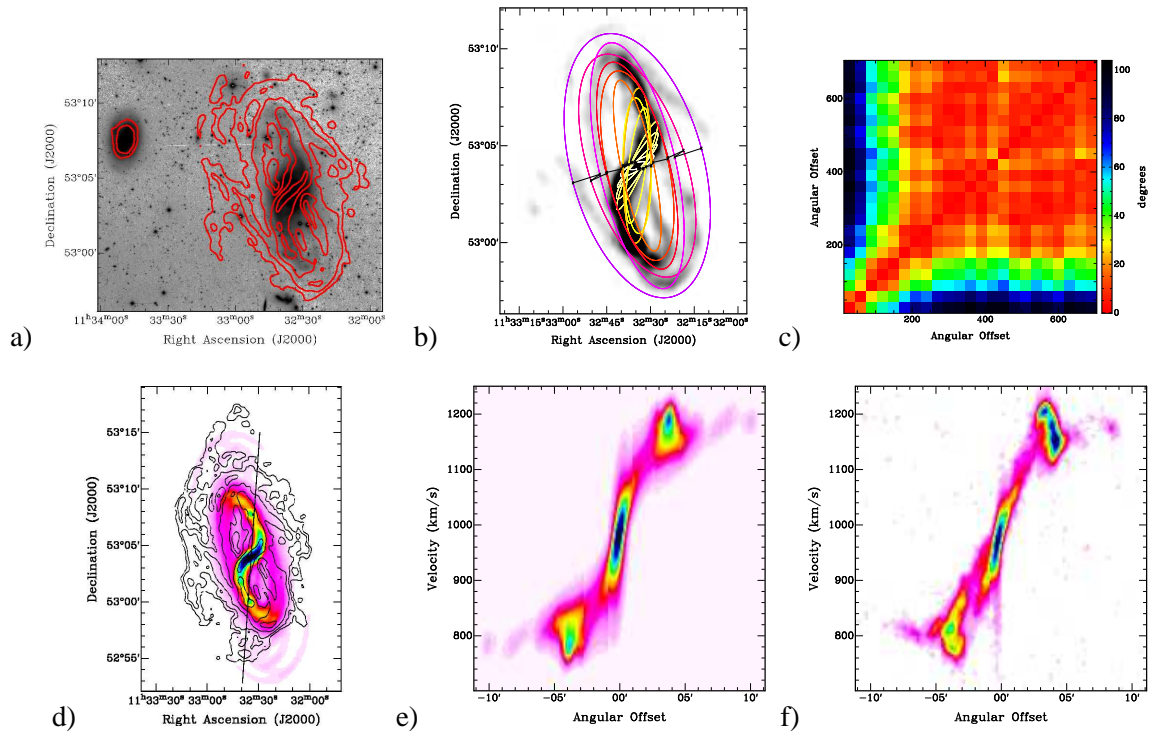 a)
53°10'
53°05'
53°00'
Declination (J2000)
11ʰ34ᵐ00ˢ 33ᵐ30ˢ 33ᵐ00ˢ 32ᵐ30ˢ 32ᵐ00ˢ
Right Ascension (J2000)
b)
53°10'
53°05'
53°00'
Declination (J2000)
11ʰ33ᵐ15ˢ 33ᵐ00ˢ 32ᵐ45ˢ 32ᵐ30ˢ 32ᵐ15ˢ 32ᵐ00ˢ
Right Ascension (J2000)
c)
600
400
200
Angular Offset
200 400 600
Angular Offset
100
80
60
40
20
0
degrees
d)
53°15'
53°10'
53°05'
53°00'
52°55'
Declination (J2000)
11ʰ33ᵐ30ˢ 33ᵐ00ˢ 32ᵐ30ˢ 32ᵐ00ˢ
Right Ascension (J2000)
e)
1200
1100
1000
900
800
Velocity (km/s)
−10' −05' 00' 05' 10'
Angular Offset
f)
1200
1100
1000
900
800
Velocity (km/s)
−10' −05' 00' 05' 10'
Angular Offset